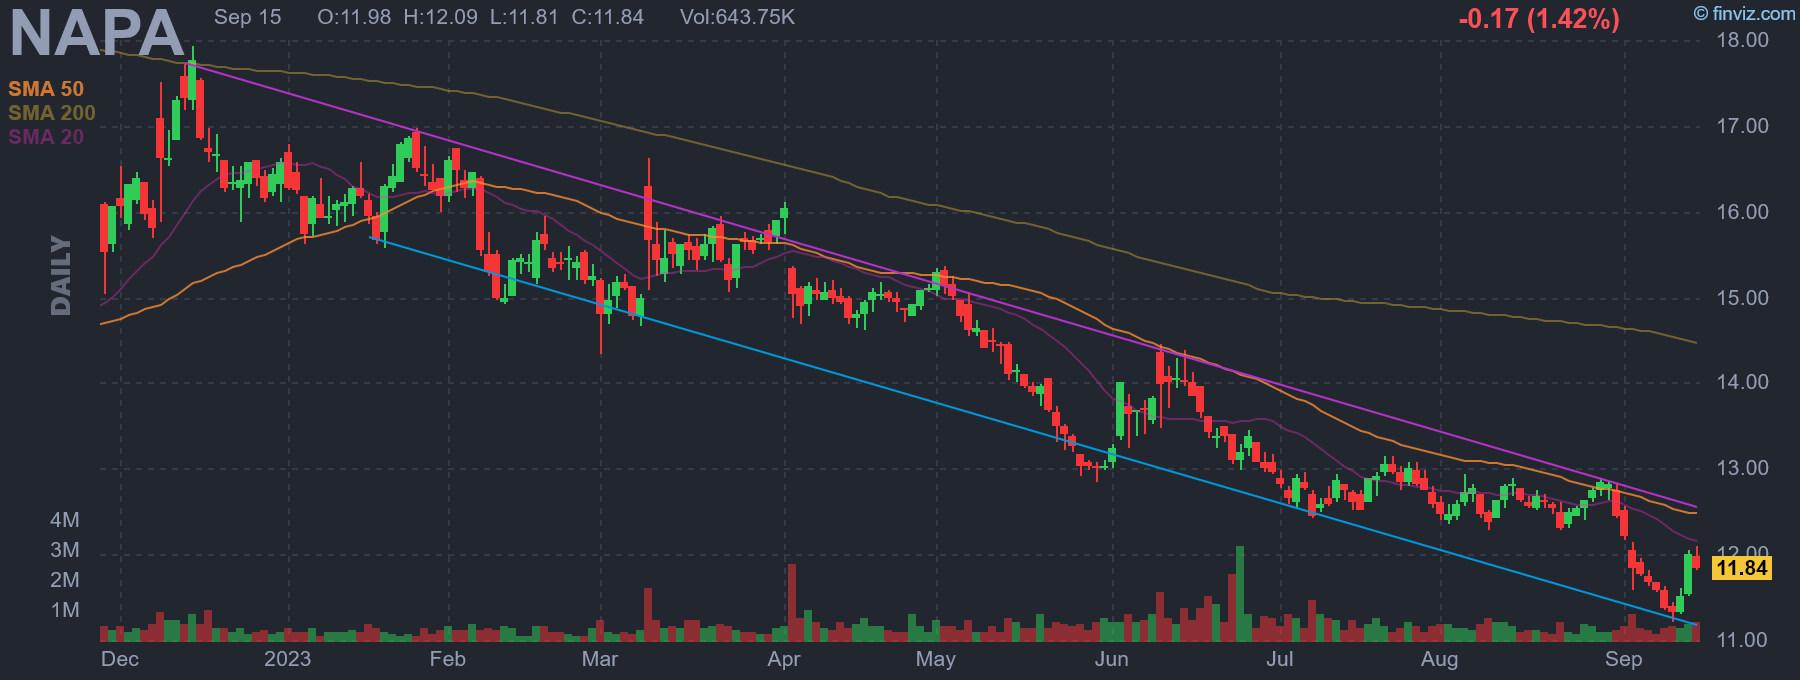 NAPA
Sep 15 O:11.98 H:12.09 L:11.81 C:11.84 Vol:643.75K
-0.17 (1.42%)
© finviz.com
SMA 50
SMA 200
SMA 20
DAILY
18.00
17.00
16.00
15.00
14.00
13.00
12.00
11.84
11.00
4M
3M
2M
1M
Dec 2023 Feb Mar Apr May Jun Jul Aug Sep